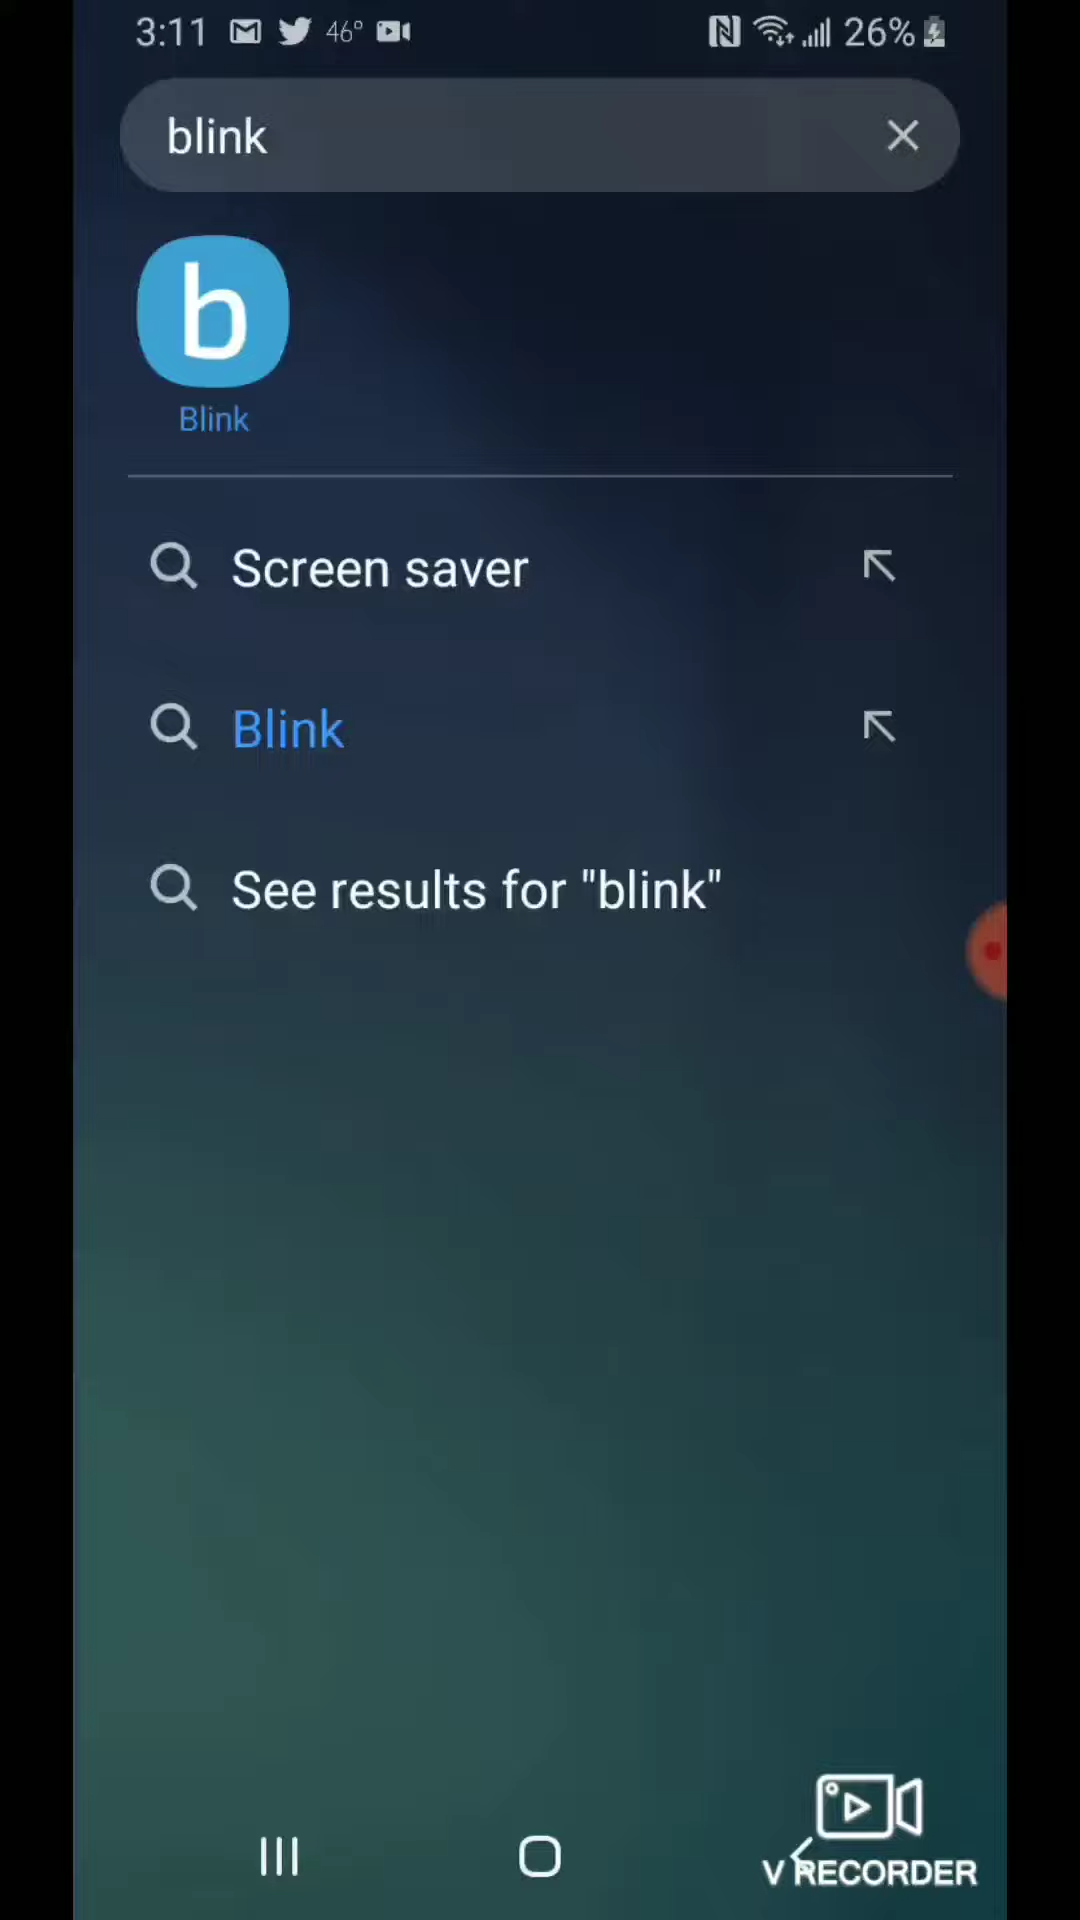 3:11 46° 26%
blink
b
Blink
Screen saver
Blink
See results for "blink"
V RECORDER